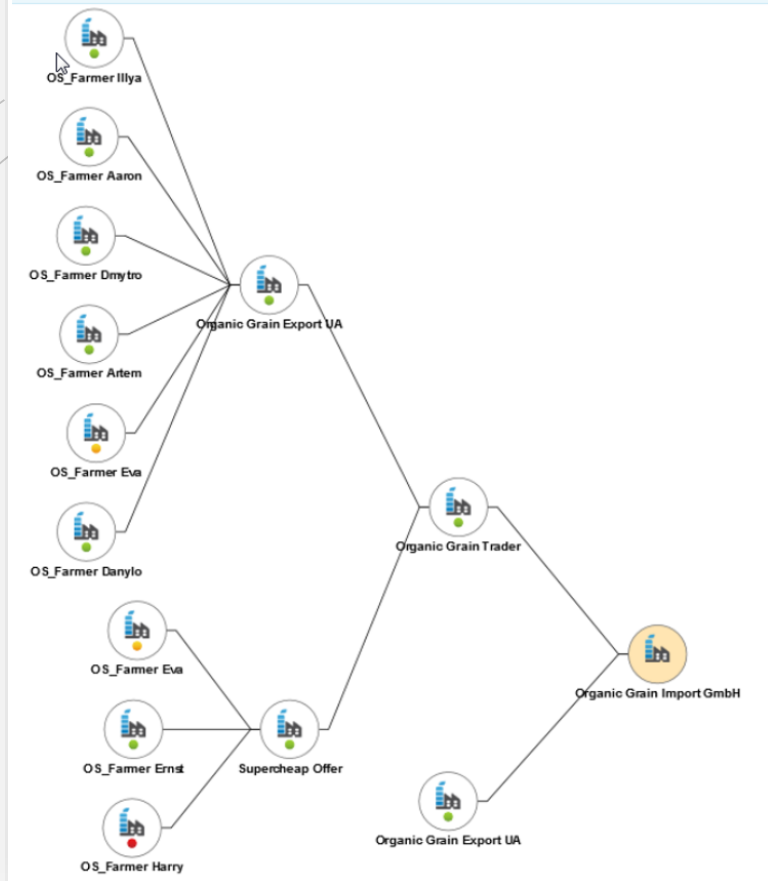 OS_Farmer Illya
OS_Farmer Aaron
OS_Farmer Dmytro
Organic Grain Export UA
OS_Farmer Artem
OS_Farmer Eva
OS_Farmer Danylo
Organic Grain Trader
OS_Farmer Eva
Organic Grain Import GmbH
OS_Farmer Ernst
Supercheap Offer
Organic Grain Export UA
OS_Farmer Harry